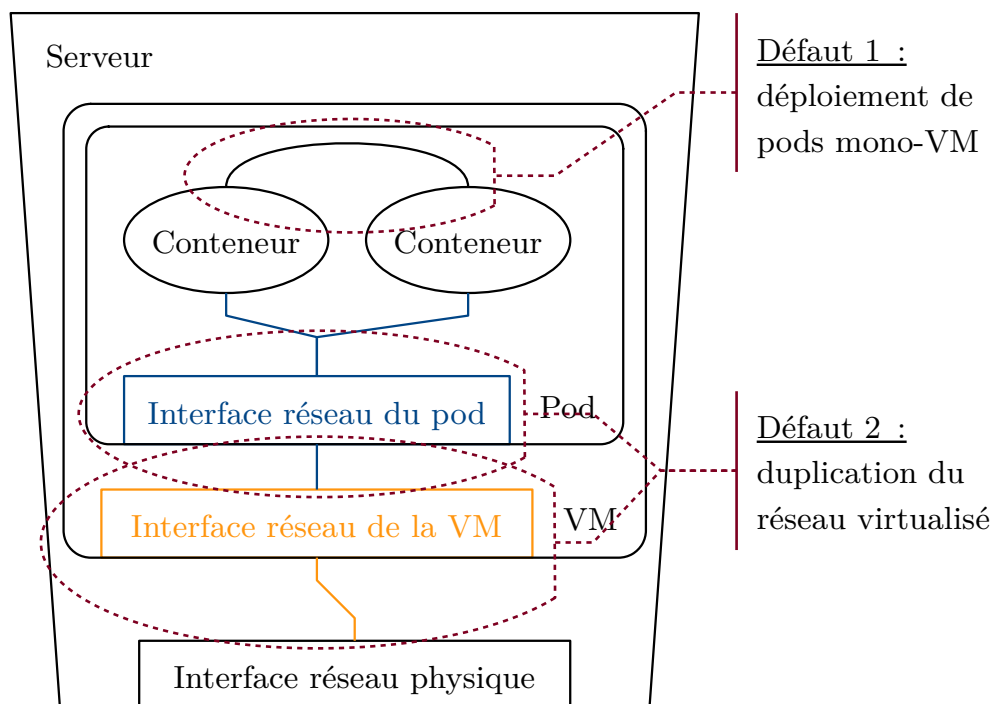 Serveur
Défaut 1 :
déploiement de
pods mono-VM
Conteneur
Conteneur
Interface réseau du pod
Pod
Défaut 2 :
duplication du
réseau virtualisé
Interface réseau de la VM
VM
Interface réseau physique